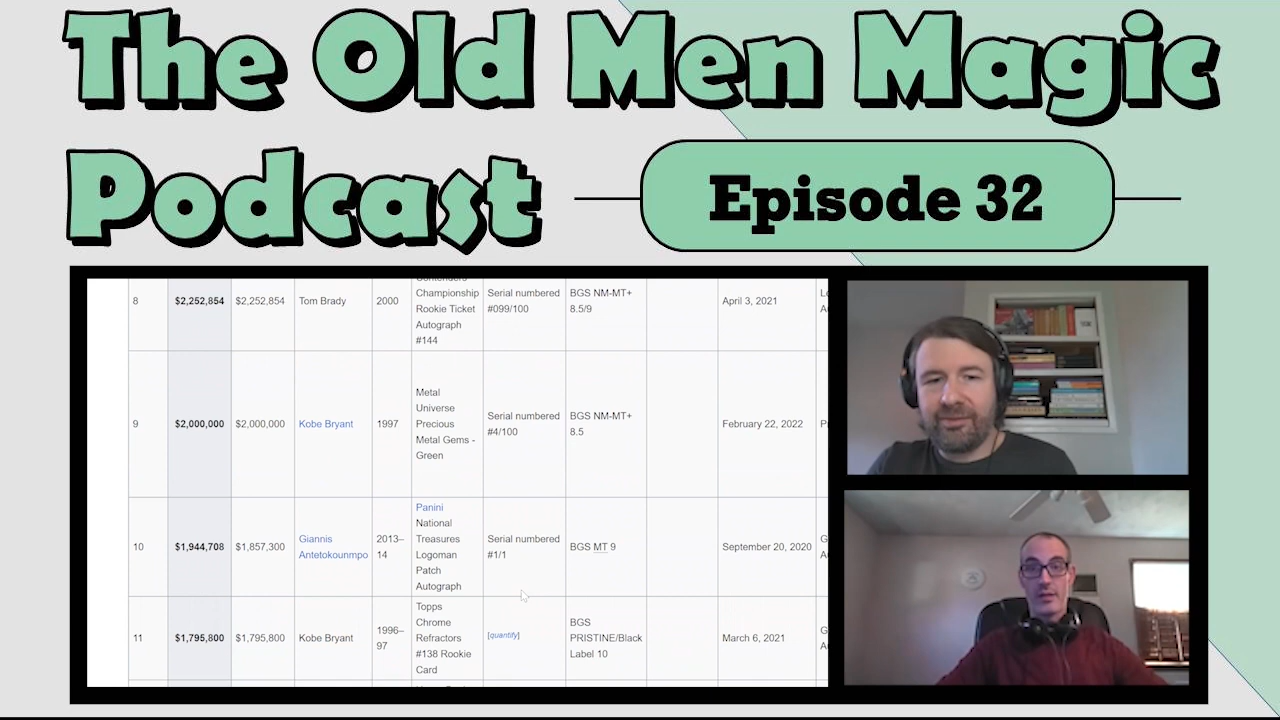 The Old Men Magic
Podcast
Episode 32
8 $2,252,854 $2,252,854 Tom Brady 2000
Contenders
Championship
Rookie Ticket
Autograph
#144
Serial numbered
#099/100
BGS NM-MT+
8.5/9
April 3, 2021
9 $2,000,000 $2,000,000 Kobe Bryant 1997
Metal
Universe
Precious
Metal Gems -
Green
Serial numbered
#4/100
BGS NM-MT+
8.5
February 22, 2022
10 $1,944,708 $1,857,300
Giannis
Antetokounmpo
2013–
14
Panini
National
Treasures
Logoman
Patch
Autograph
Serial numbered
#1/1
BGS MT 9
September 20, 2020
11 $1,795,800 $1,795,800 Kobe Bryant
1996–
97
Topps
Chrome
Refractors
#138 Rookie
Card
[quantify]
BGS
PRISTINE/Black
Label 10
March 6, 2021